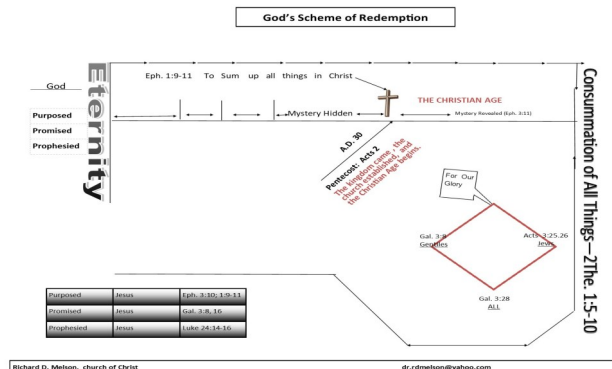 God's Scheme of Redemption
Eternity
Eph. 1:9-11 To Sum up all things in Christ
God
Purposed
Promised
Prophesied
Mystery Hidden
THE CHRISTIAN AGE
Mystery Revealed (Eph. 3:11)
A.D. 30
Pentecost: Acts 2
The kingdom came , the
church established, and
the Christian Age begins.
Consummation of All Things—2The. 1:5-10
For Our
Glory
Gal. 3:8
Gentiles
Acts 3:25.26
Jews
Gal. 3:28
ALL
Purposed Jesus Eph. 3:10; 1:9-11
Promised Jesus Gal. 3:8, 16
Prophesied Jesus Luke 24:14-16
Richard D. Melson, church of Christ dr.rdmelson@yahoo.com